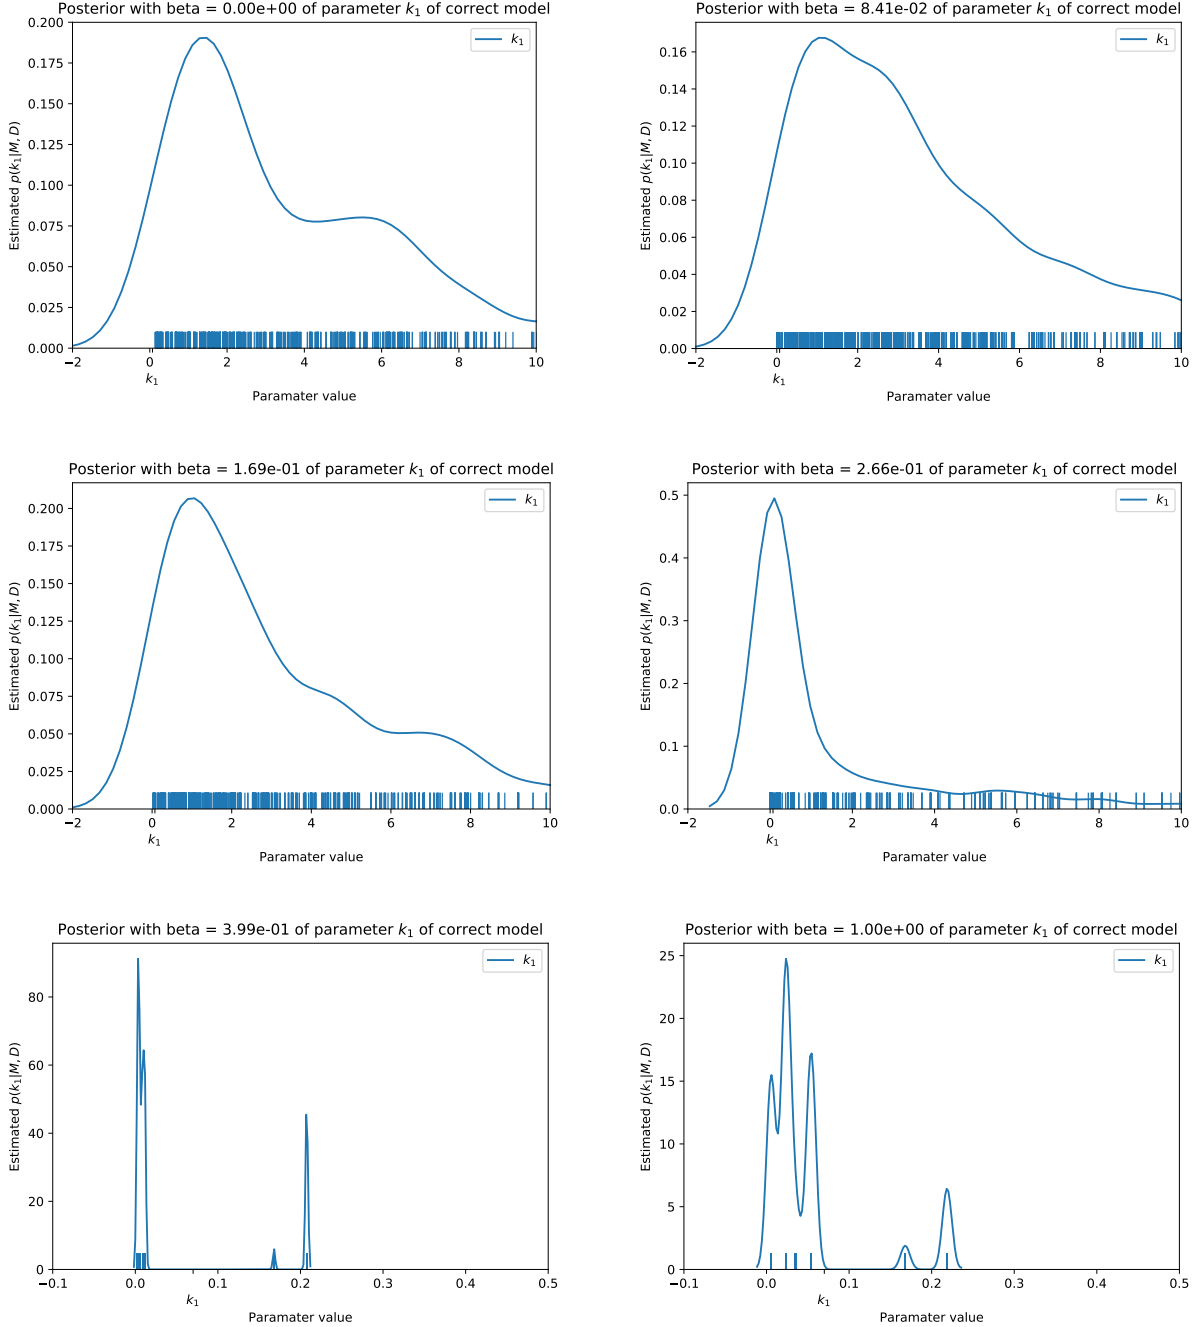 Posterior with beta = 0.00e+00 of parameter k₁ of correct model
k₁
Estimated p(k₁|M, D)
0.200
0.175
0.150
0.125
0.100
0.075
0.050
0.025
0.000
−2 0 2 4 6 8 10
k₁
Paramater value
Posterior with beta = 8.41e-02 of parameter k₁ of correct model
k₁
Estimated p(k₁|M, D)
0.16
0.14
0.12
0.10
0.08
0.06
0.04
0.02
0.00
−2 0 2 4 6 8 10
k₁
Paramater value
Posterior with beta = 1.69e-01 of parameter k₁ of correct model
k₁
Estimated p(k₁|M, D)
0.200
0.175
0.150
0.125
0.100
0.075
0.050
0.025
0.000
−2 0 2 4 6 8 10
k₁
Paramater value
Posterior with beta = 2.66e-01 of parameter k₁ of correct model
k₁
Estimated p(k₁|M, D)
0.5
0.4
0.3
0.2
0.1
0.0
−2 0 2 4 6 8 10
k₁
Paramater value
Posterior with beta = 3.99e-01 of parameter k₁ of correct model
k₁
Estimated p(k₁|M, D)
80
60
40
20
0
−0.1 0.0 0.1 0.2 0.3 0.4 0.5
k₁
Paramater value
Posterior with beta = 1.00e+00 of parameter k₁ of correct model
k₁
Estimated p(k₁|M, D)
25
20
15
10
5
0
−0.1 0.0 0.1 0.2 0.3 0.4 0.5
k₁
Paramater value